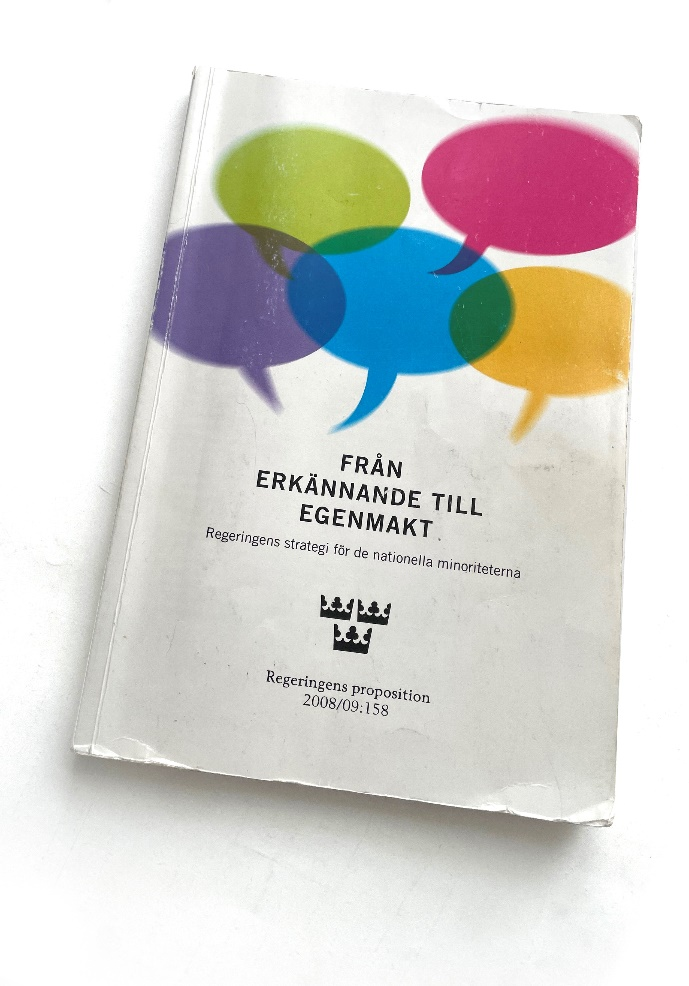 FRÅN
ERKÄNNANDE TILL
EGENMAKT
Regeringens strategi för de nationella minoriteterna
Regeringens proposition
2008/09:158